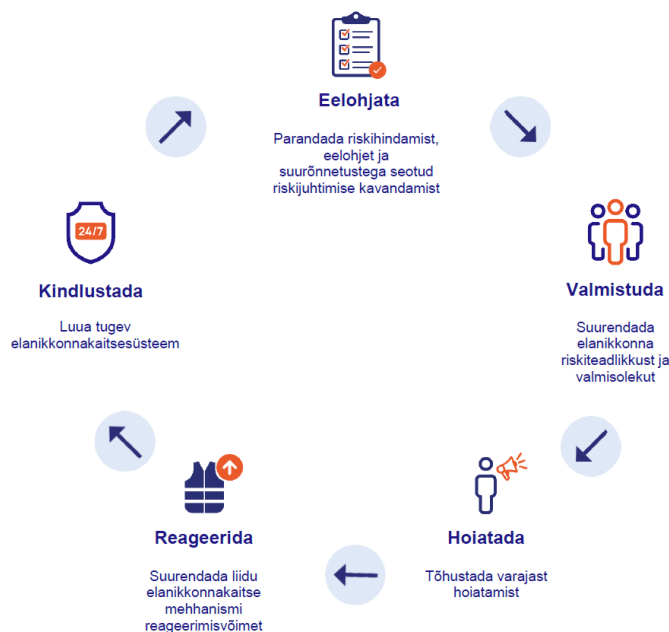 Eelohjata
Parandada riskihindamist,
eelohjet ja
suurõnnetustega seotud
riskijuhtimise kavandamist
Valmistuda
Suurendada
elanikkonna
riskiteadlikkust ja
valmisolekut
Hoiatada
Tõhustada varajast
hoiatamist
Reageerida
Suurendada liidu
elanikkonnakaitse
mehhanismi
reageerimisvõimet
24/7
Kindlustada
Luua tugev
elanikkonnakaitsesüsteem